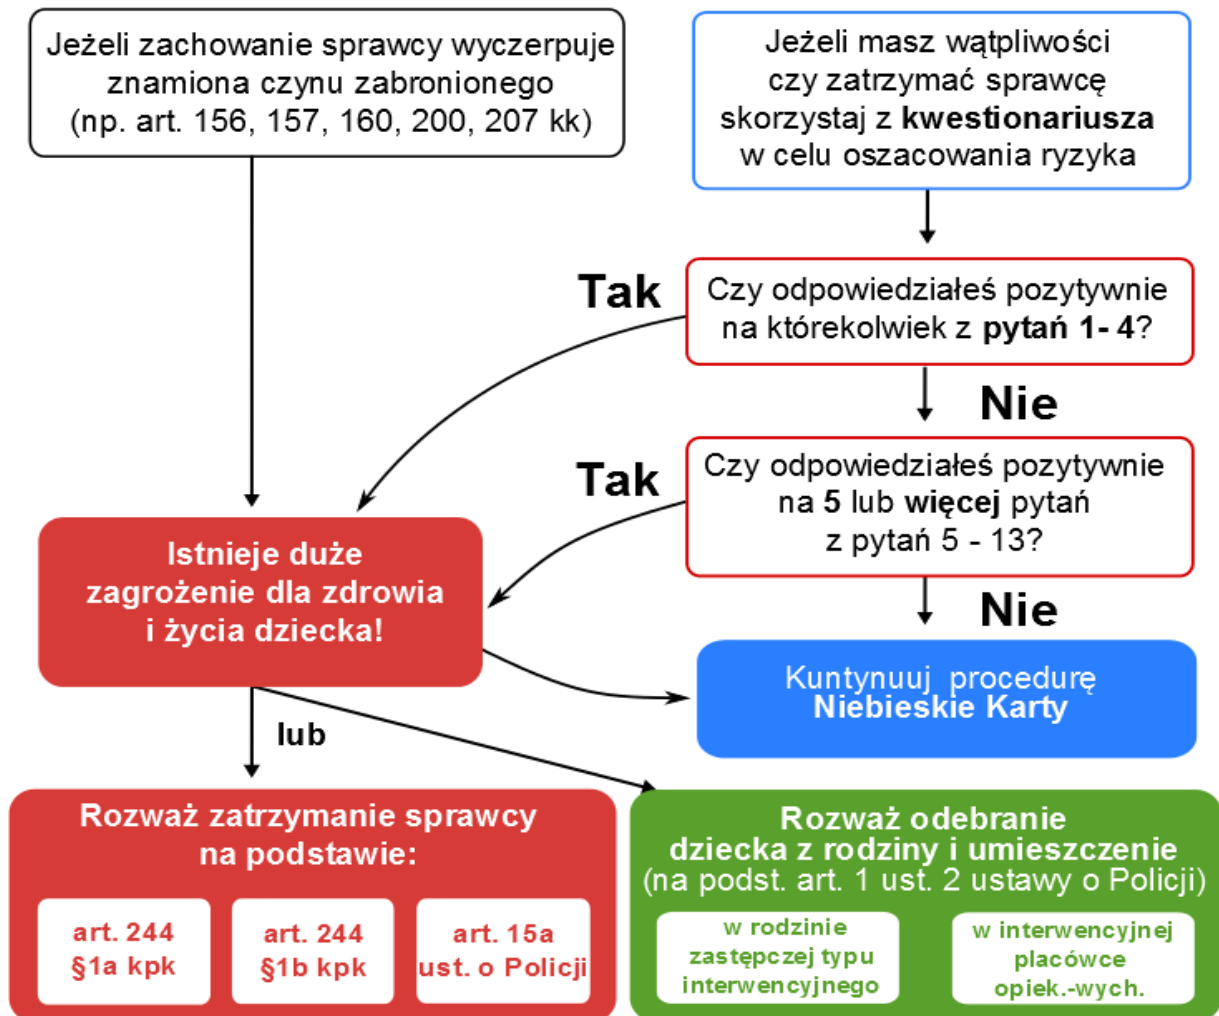 Jeżeli zachowanie sprawcy wyczerpuje
znamiona czynu zabronionego
(np. art. 156, 157, 160, 200, 207 kk)
Jeżeli masz wątpliwości
czy zatrzymać sprawcę
skorzystaj z kwestionariusza
w celu oszacowania ryzyka
Tak
Czy odpowiedziałeś pozytywnie
na którekolwiek z pytań 1- 4?
Nie
Tak
Czy odpowiedziałeś pozytywnie
na 5 lub więcej pytań
z pytań 5 - 13?
Nie
Istnieje duże
zagrożenie dla zdrowia
i życia dziecka!
Kuntynuuj procedurę
Niebieskie Karty
lub
Rozważ zatrzymanie sprawcy
na podstawie:
art. 244
§1a kpk
art. 244
§1b kpk
art. 15a
ust. o Policji
Rozważ odebranie
dziecka z rodziny i umieszczenie
(na podst. art. 1 ust. 2 ustawy o Policji)
w rodzinie
zastępczej typu
interwencyjnego
w interwencyjnej
placówce
opiek.-wych.